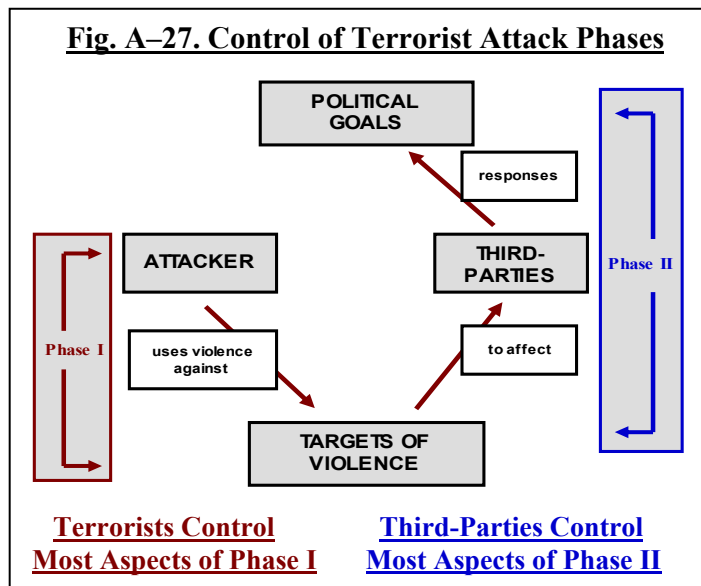 Fig. A–27. Control of Terrorist Attack Phases
POLITICAL
GOALS
responses
ATTACKER
THIRD-
PARTIES
Phase I
Phase II
uses violence
against
to affect
TARGETS OF
VIOLENCE
Terrorists Control
Most Aspects of Phase I
Third-Parties Control
Most Aspects of Phase II